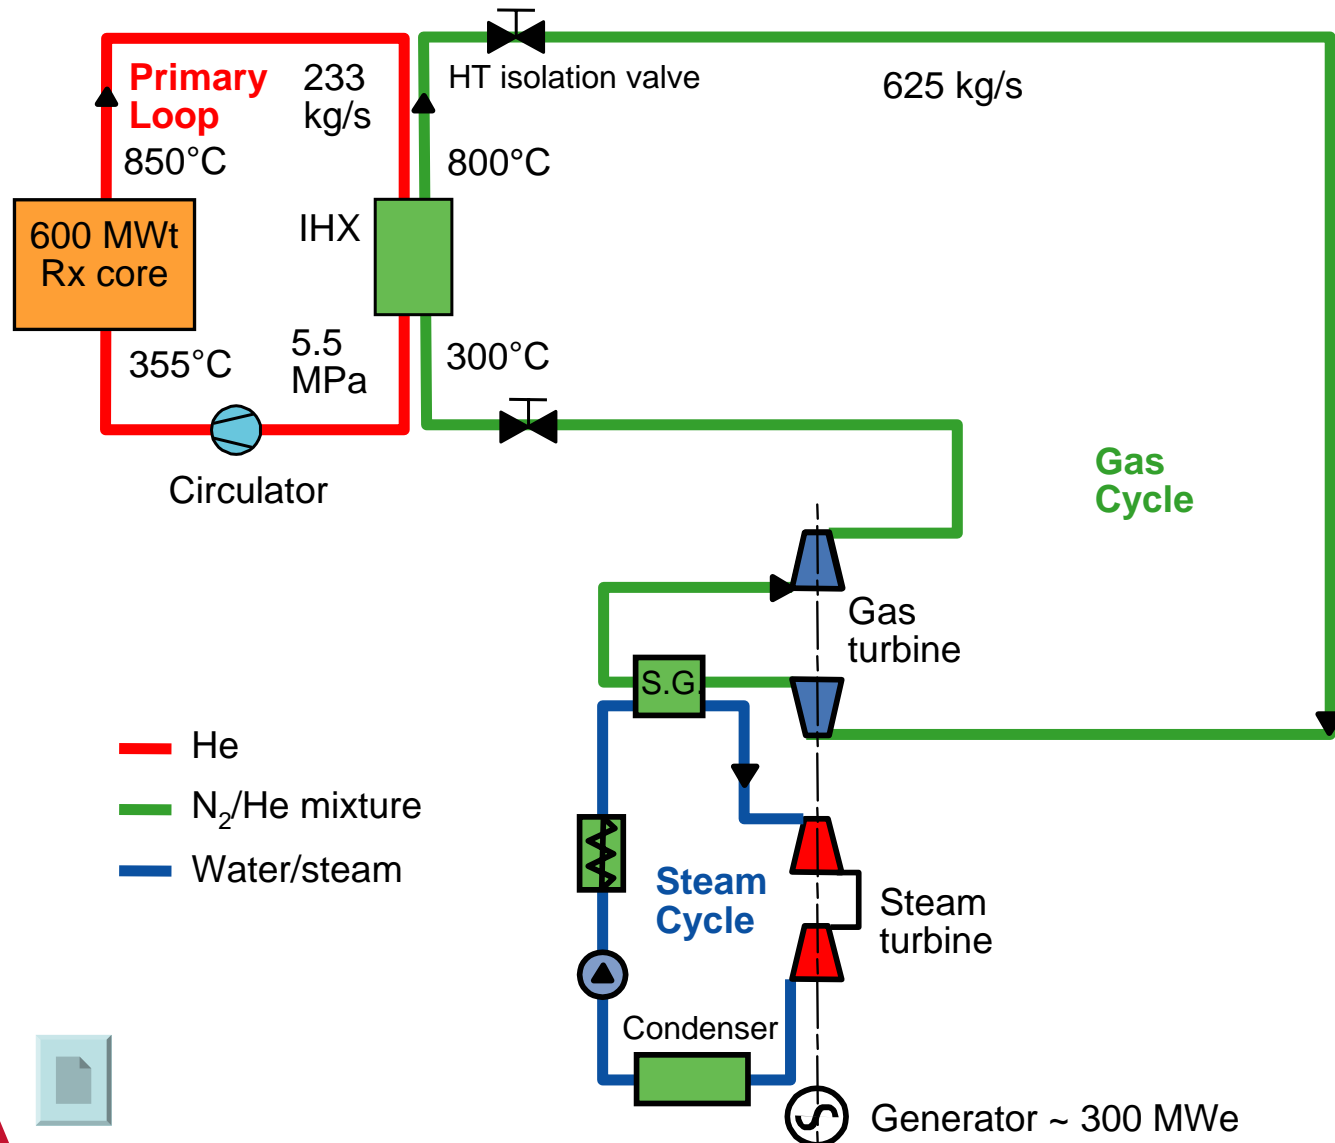 Primary
Loop
233
kg/s
HT isolation valve
625 kg/s
850°C
800°C
600 MWt
Rx core
IHX
355°C
5.5
MPa
300°C
Circulator
Gas
Cycle
Gas
turbine
S.G.
He
N₂/He mixture
Water/steam
Steam
Cycle
Steam
turbine
Condenser
Generator ~ 300 MWe